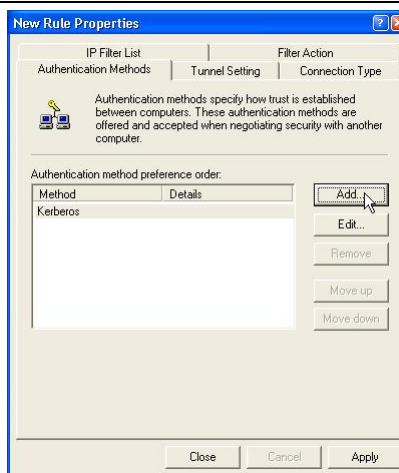 New Rule Properties
IP Filter List
Filter Action
Authentication Methods
Tunnel Setting
Connection Type
Authentication methods specify how trust is established
between computers. These authentication methods are
offered and accepted when negotiating security with another
computer.
Authentication method preference order:
Method
Details
Kerberos
Add...
Edit...
Remove
Move up
Move down
Close
Cancel
Apply